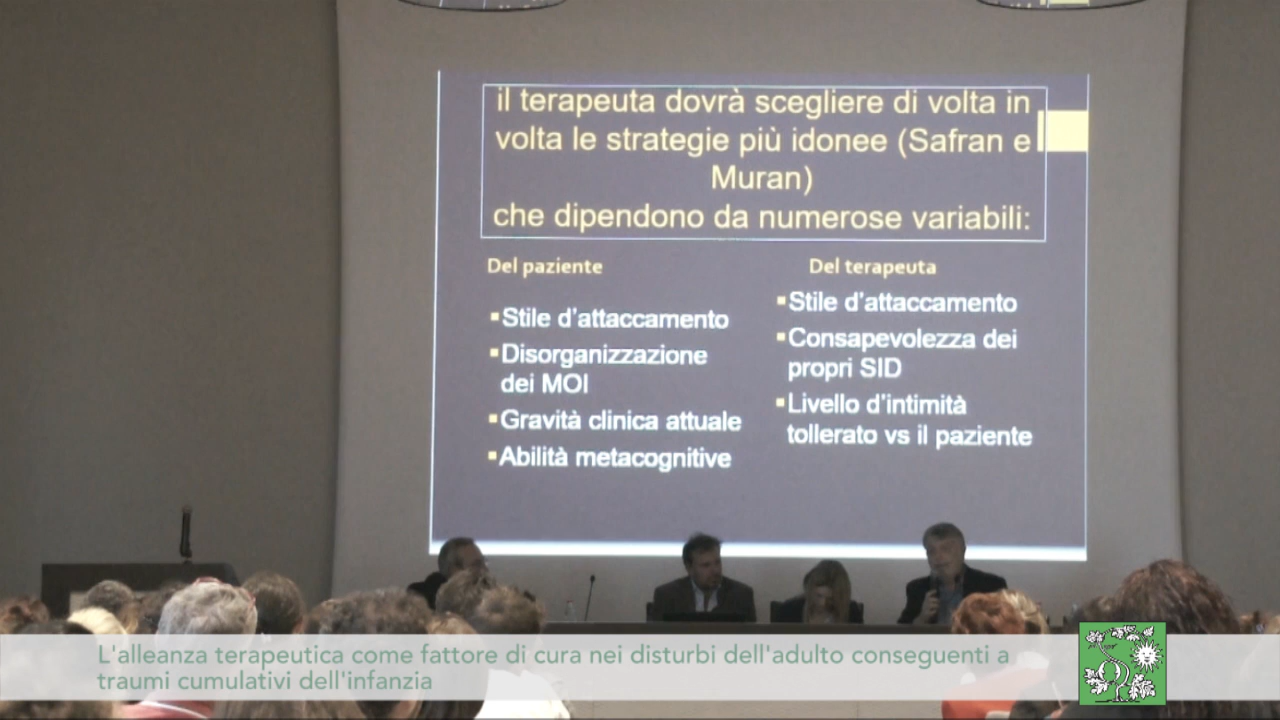 il terapeuta dovrà scegliere di volta in
volta le strategie più idonee (Safran e
Muran)
che dipendono da numerose variabili:
Del paziente
▪Stile d'attaccamento
▪Disorganizzazione
dei MOI
▪Gravità clinica attuale
▪Abilità metacognitive
Del terapeuta
▪Stile d'attaccamento
▪Consapevolezza dei
propri SID
▪Livello d'intimità
tollerato vs il paziente
L'alleanza terapeutica come fattore di cura nei disturbi dell'adulto conseguenti a
traumi cumulativi dell'infanzia